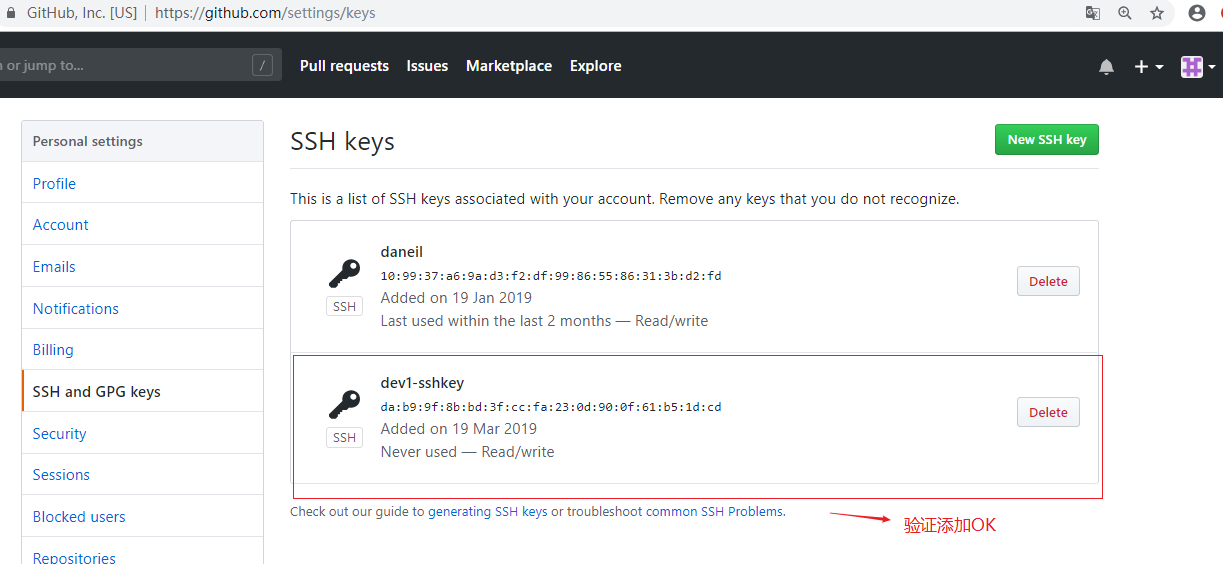 GitHub, Inc. [US] | https://github.com/settings/keys
or jump to... /
Pull requests Issues Marketplace Explore
Personal settings
Profile
Account
Emails
Notifications
Billing
SSH and GPG keys
Security
Sessions
Blocked users
Repositories
SSH keys
New SSH key
This is a list of SSH keys associated with your account. Remove any keys that you do not recognize.
daneil
10:99:37:a6:9a:d3:f2:df:99:86:55:86:31:3b:d2:fd
SSH
Added on 19 Jan 2019
Last used within the last 2 months — Read/write
Delete
dev1-sshkey
da:b9:9f:8b:bd:3f:cc:fa:23:0d:90:0f:61:b5:1d:cd
SSH
Added on 19 Mar 2019
Never used — Read/write
Delete
Check out our guide to generating SSH keys or troubleshoot common SSH Problems.
验证添加OK